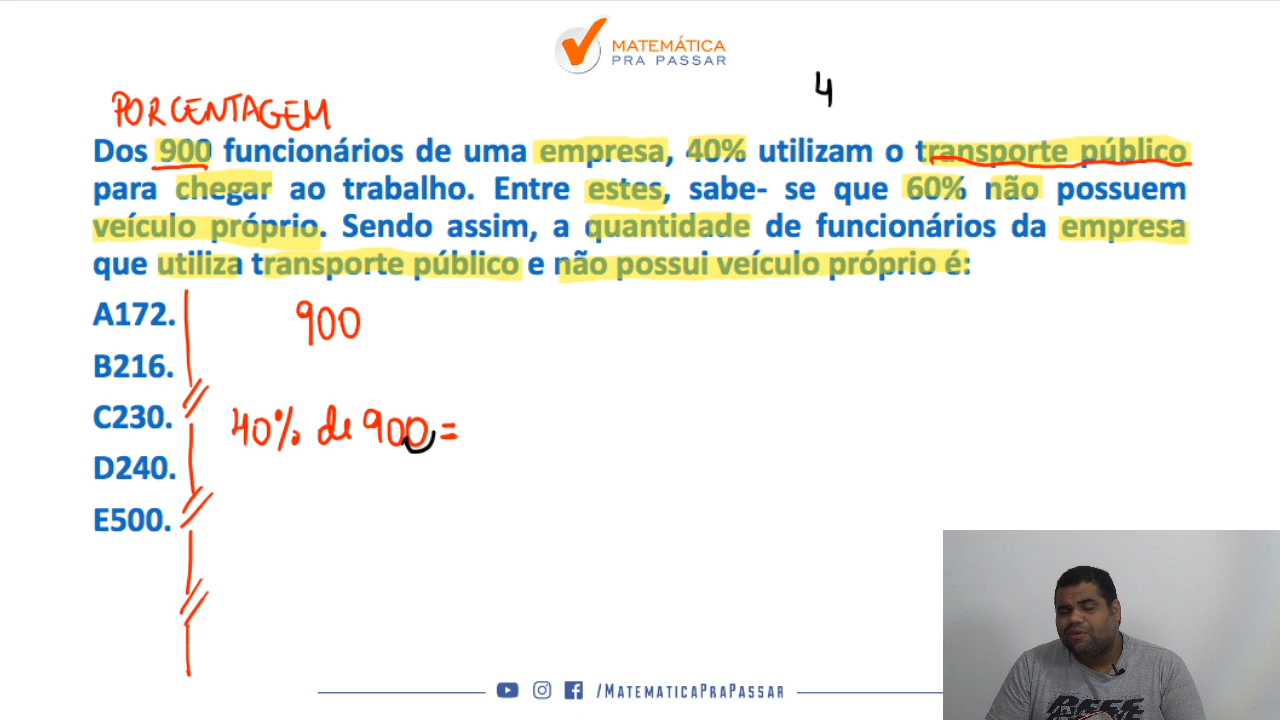 MATEMÁTICA
PRA PASSAR
4
PORCENTAGEM
Dos 900 funcionários de uma empresa, 40% utilizam o transporte público
para chegar ao trabalho. Entre estes, sabe- se que 60% não possuem
veículo próprio. Sendo assim, a quantidade de funcionários da empresa
que utiliza transporte público e não possui veículo próprio é:
A172.
900
B216.
C230.
40% de 900 =
D240.
E500.
/MATEMATICAPRAPASSAR